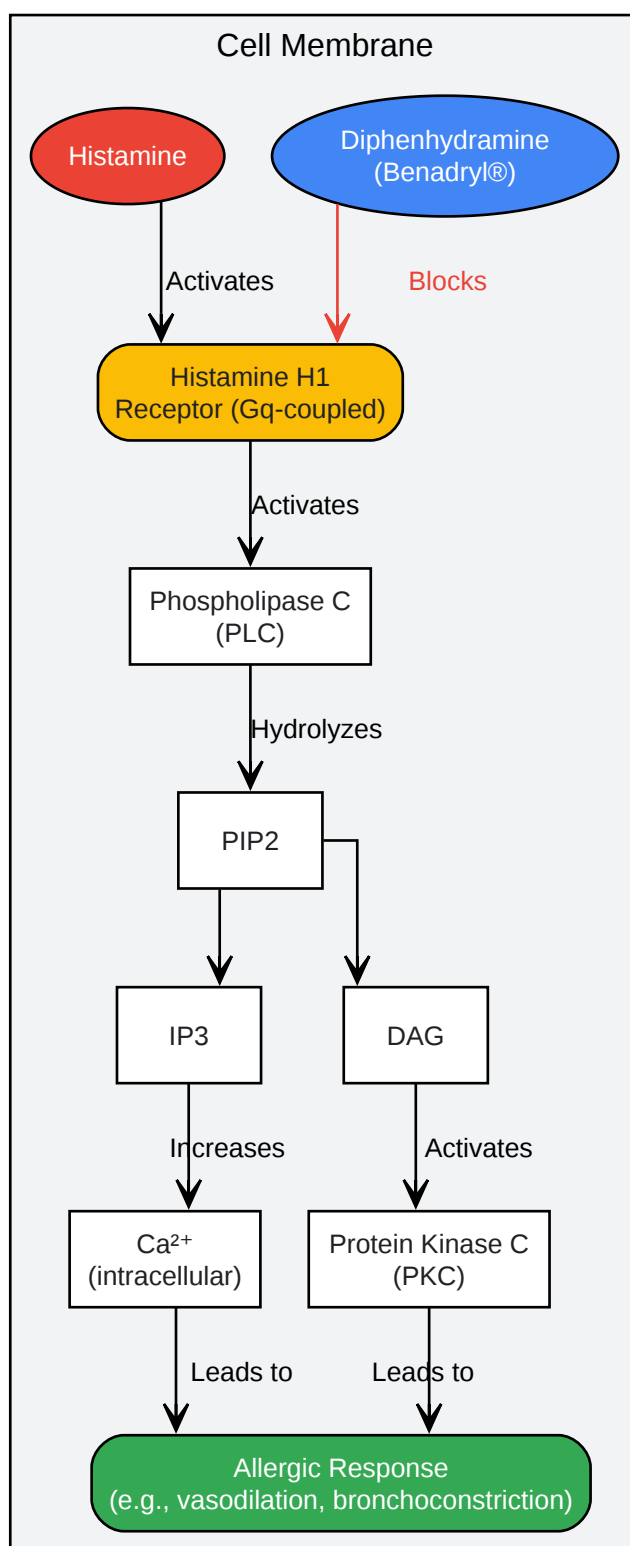 Cell Membrane
Histamine
Diphenhydramine
(Benadryl®)
Activates
Blocks
Histamine H1
Receptor (Gq-coupled)
Activates
Phospholipase C
(PLC)
Hydrolyzes
PIP2
IP3
DAG
Increases
Activates
Ca²⁺
(intracellular)
Protein Kinase C
(PKC)
Leads to
Leads to
Allergic Response
(e.g., vasodilation, bronchoconstriction)